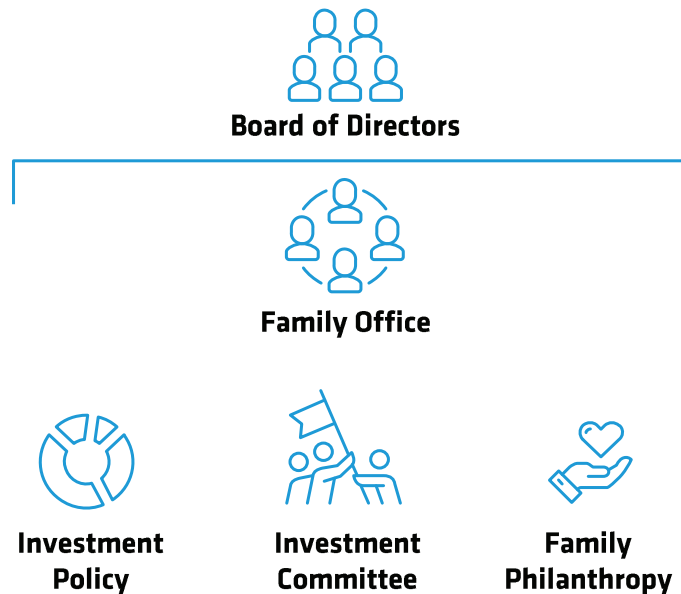 Board of Directors
Family Office
Investment
Policy
Investment
Committee
Family
Philanthropy